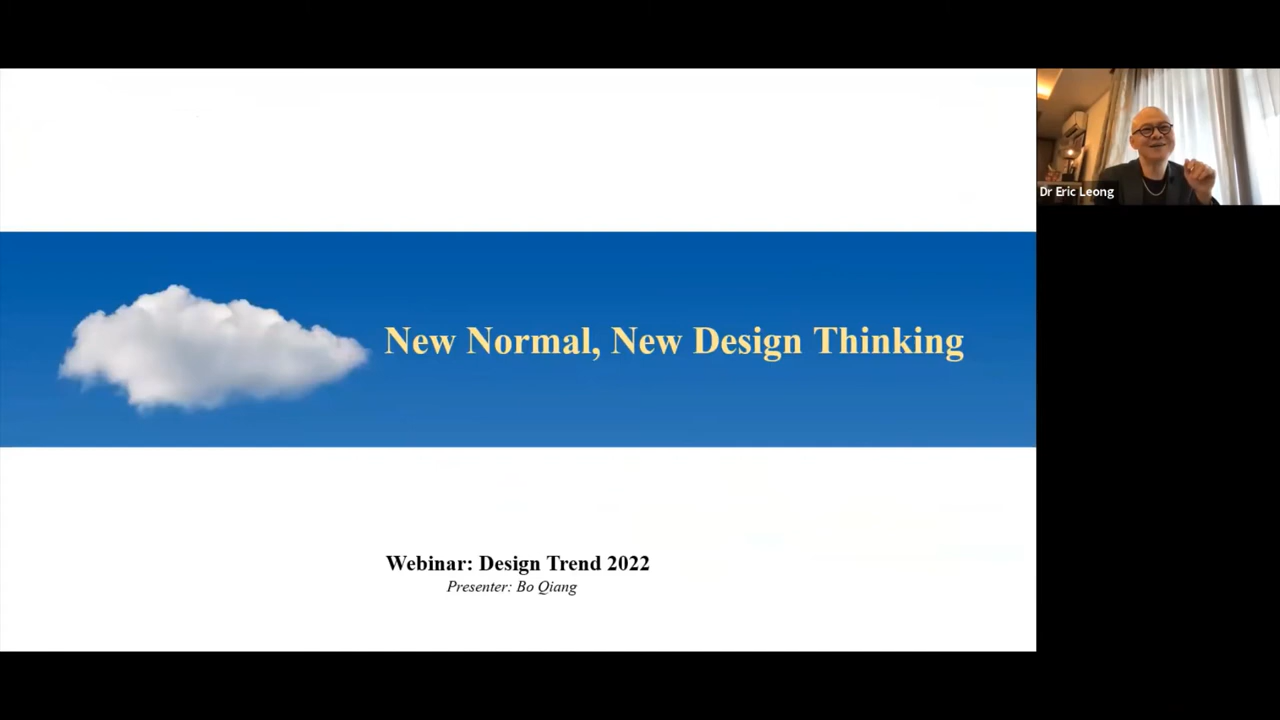 New Normal, New Design Thinking
Webinar: Design Trend 2022
Presenter: Bo Qiang
Dr Eric Leong